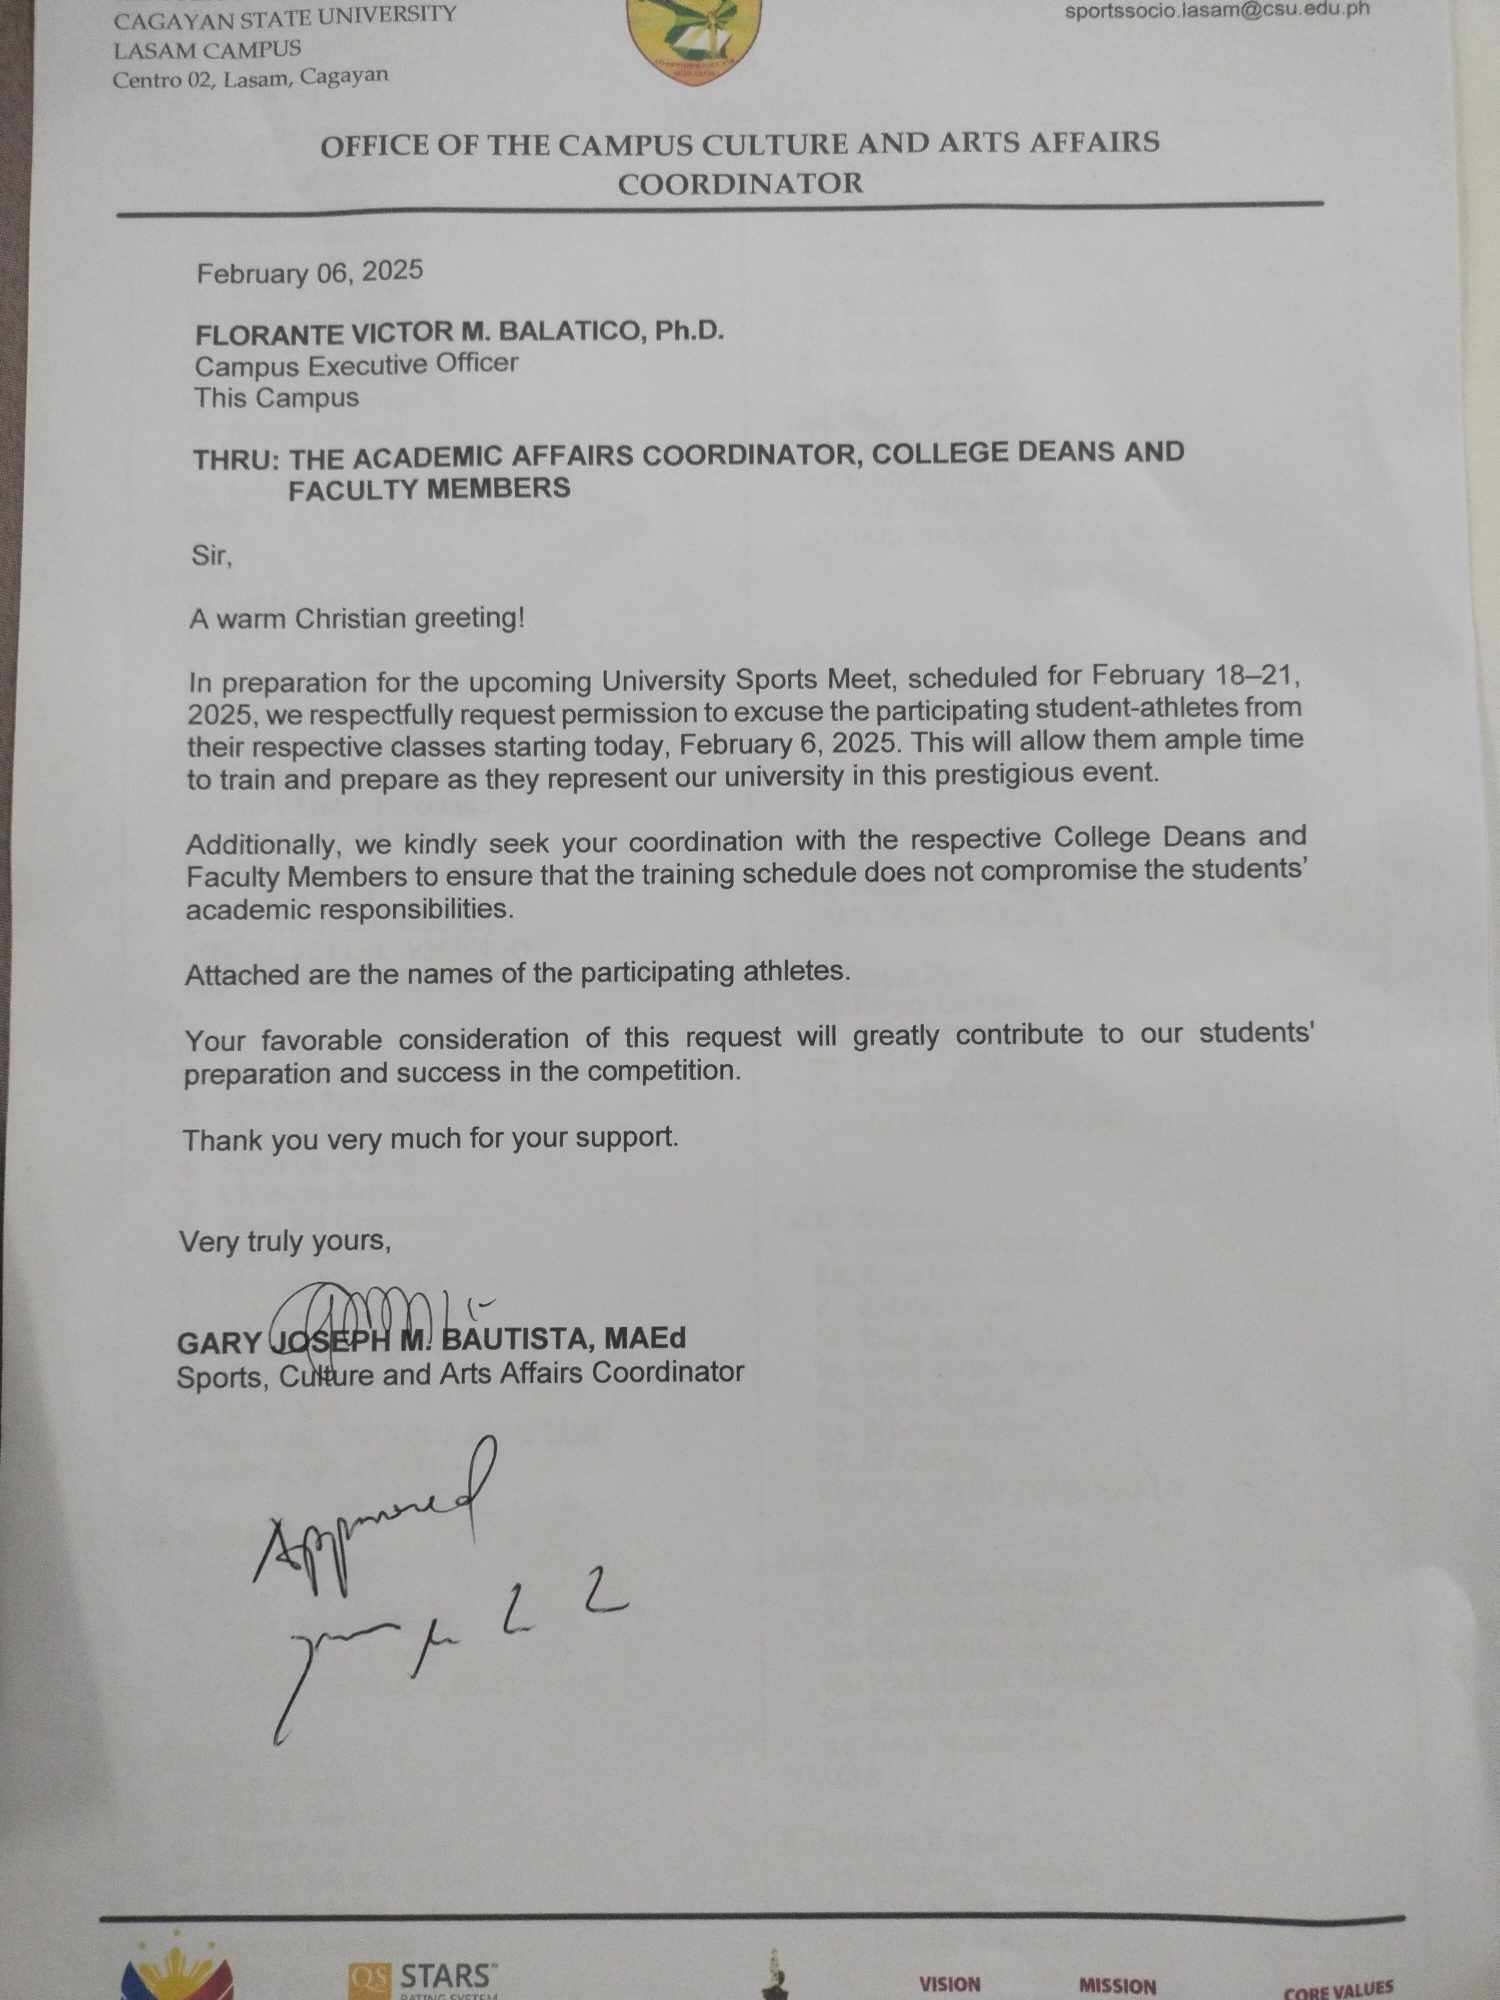 CAGAYAN STATE UNIVERSITY
LASAM CAMPUS
Centro 02, Lasam, Cagayan
sportssocio.lasam@csu.edu.ph
OFFICE OF THE CAMPUS CULTURE AND ARTS AFFAIRS
COORDINATOR
February 06, 2025
FLORANTE VICTOR M. BALATICO, Ph.D.
Campus Executive Officer
This Campus
THRU: THE ACADEMIC AFFAIRS COORDINATOR, COLLEGE DEANS AND
FACULTY MEMBERS
Sir,
A warm Christian greeting!
In preparation for the upcoming University Sports Meet, scheduled for February 18–21,
2025, we respectfully request permission to excuse the participating student-athletes from
their respective classes starting today, February 6, 2025. This will allow them ample time
to train and prepare as they represent our university in this prestigious event.
Additionally, we kindly seek your coordination with the respective College Deans and
Faculty Members to ensure that the training schedule does not compromise the students'
academic responsibilities.
Attached are the names of the participating athletes.
Your favorable consideration of this request will greatly contribute to our students'
preparation and success in the competition.
Thank you very much for your support.
Very truly yours,
GARY JOSEPH M. BAUTISTA, MAEd
Sports, Culture and Arts Affairs Coordinator
Approved
QS STARS™
RATING SYSTEM
VISION
MISSION
CORE VALUES